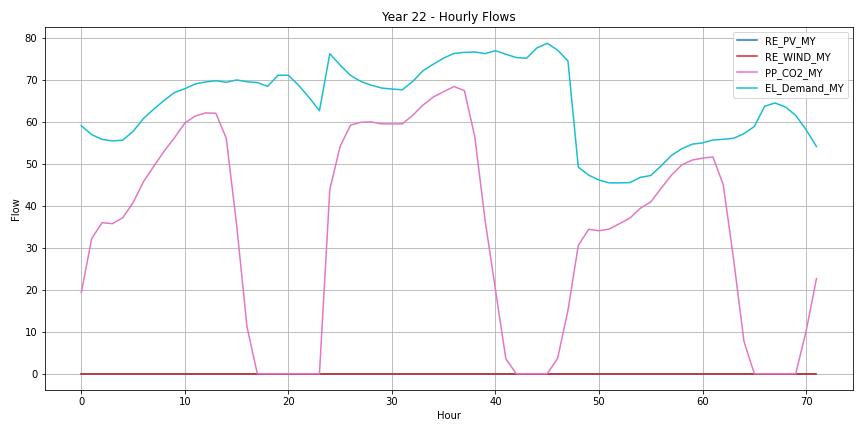 Year 22 - Hourly Flows
RE_PV_MY
RE_WIND_MY
PP_CO2_MY
EL_Demand_MY
80
70
60
50
40
30
20
10
0
Flow
0 10 20 30 40 50 60 70
Hour